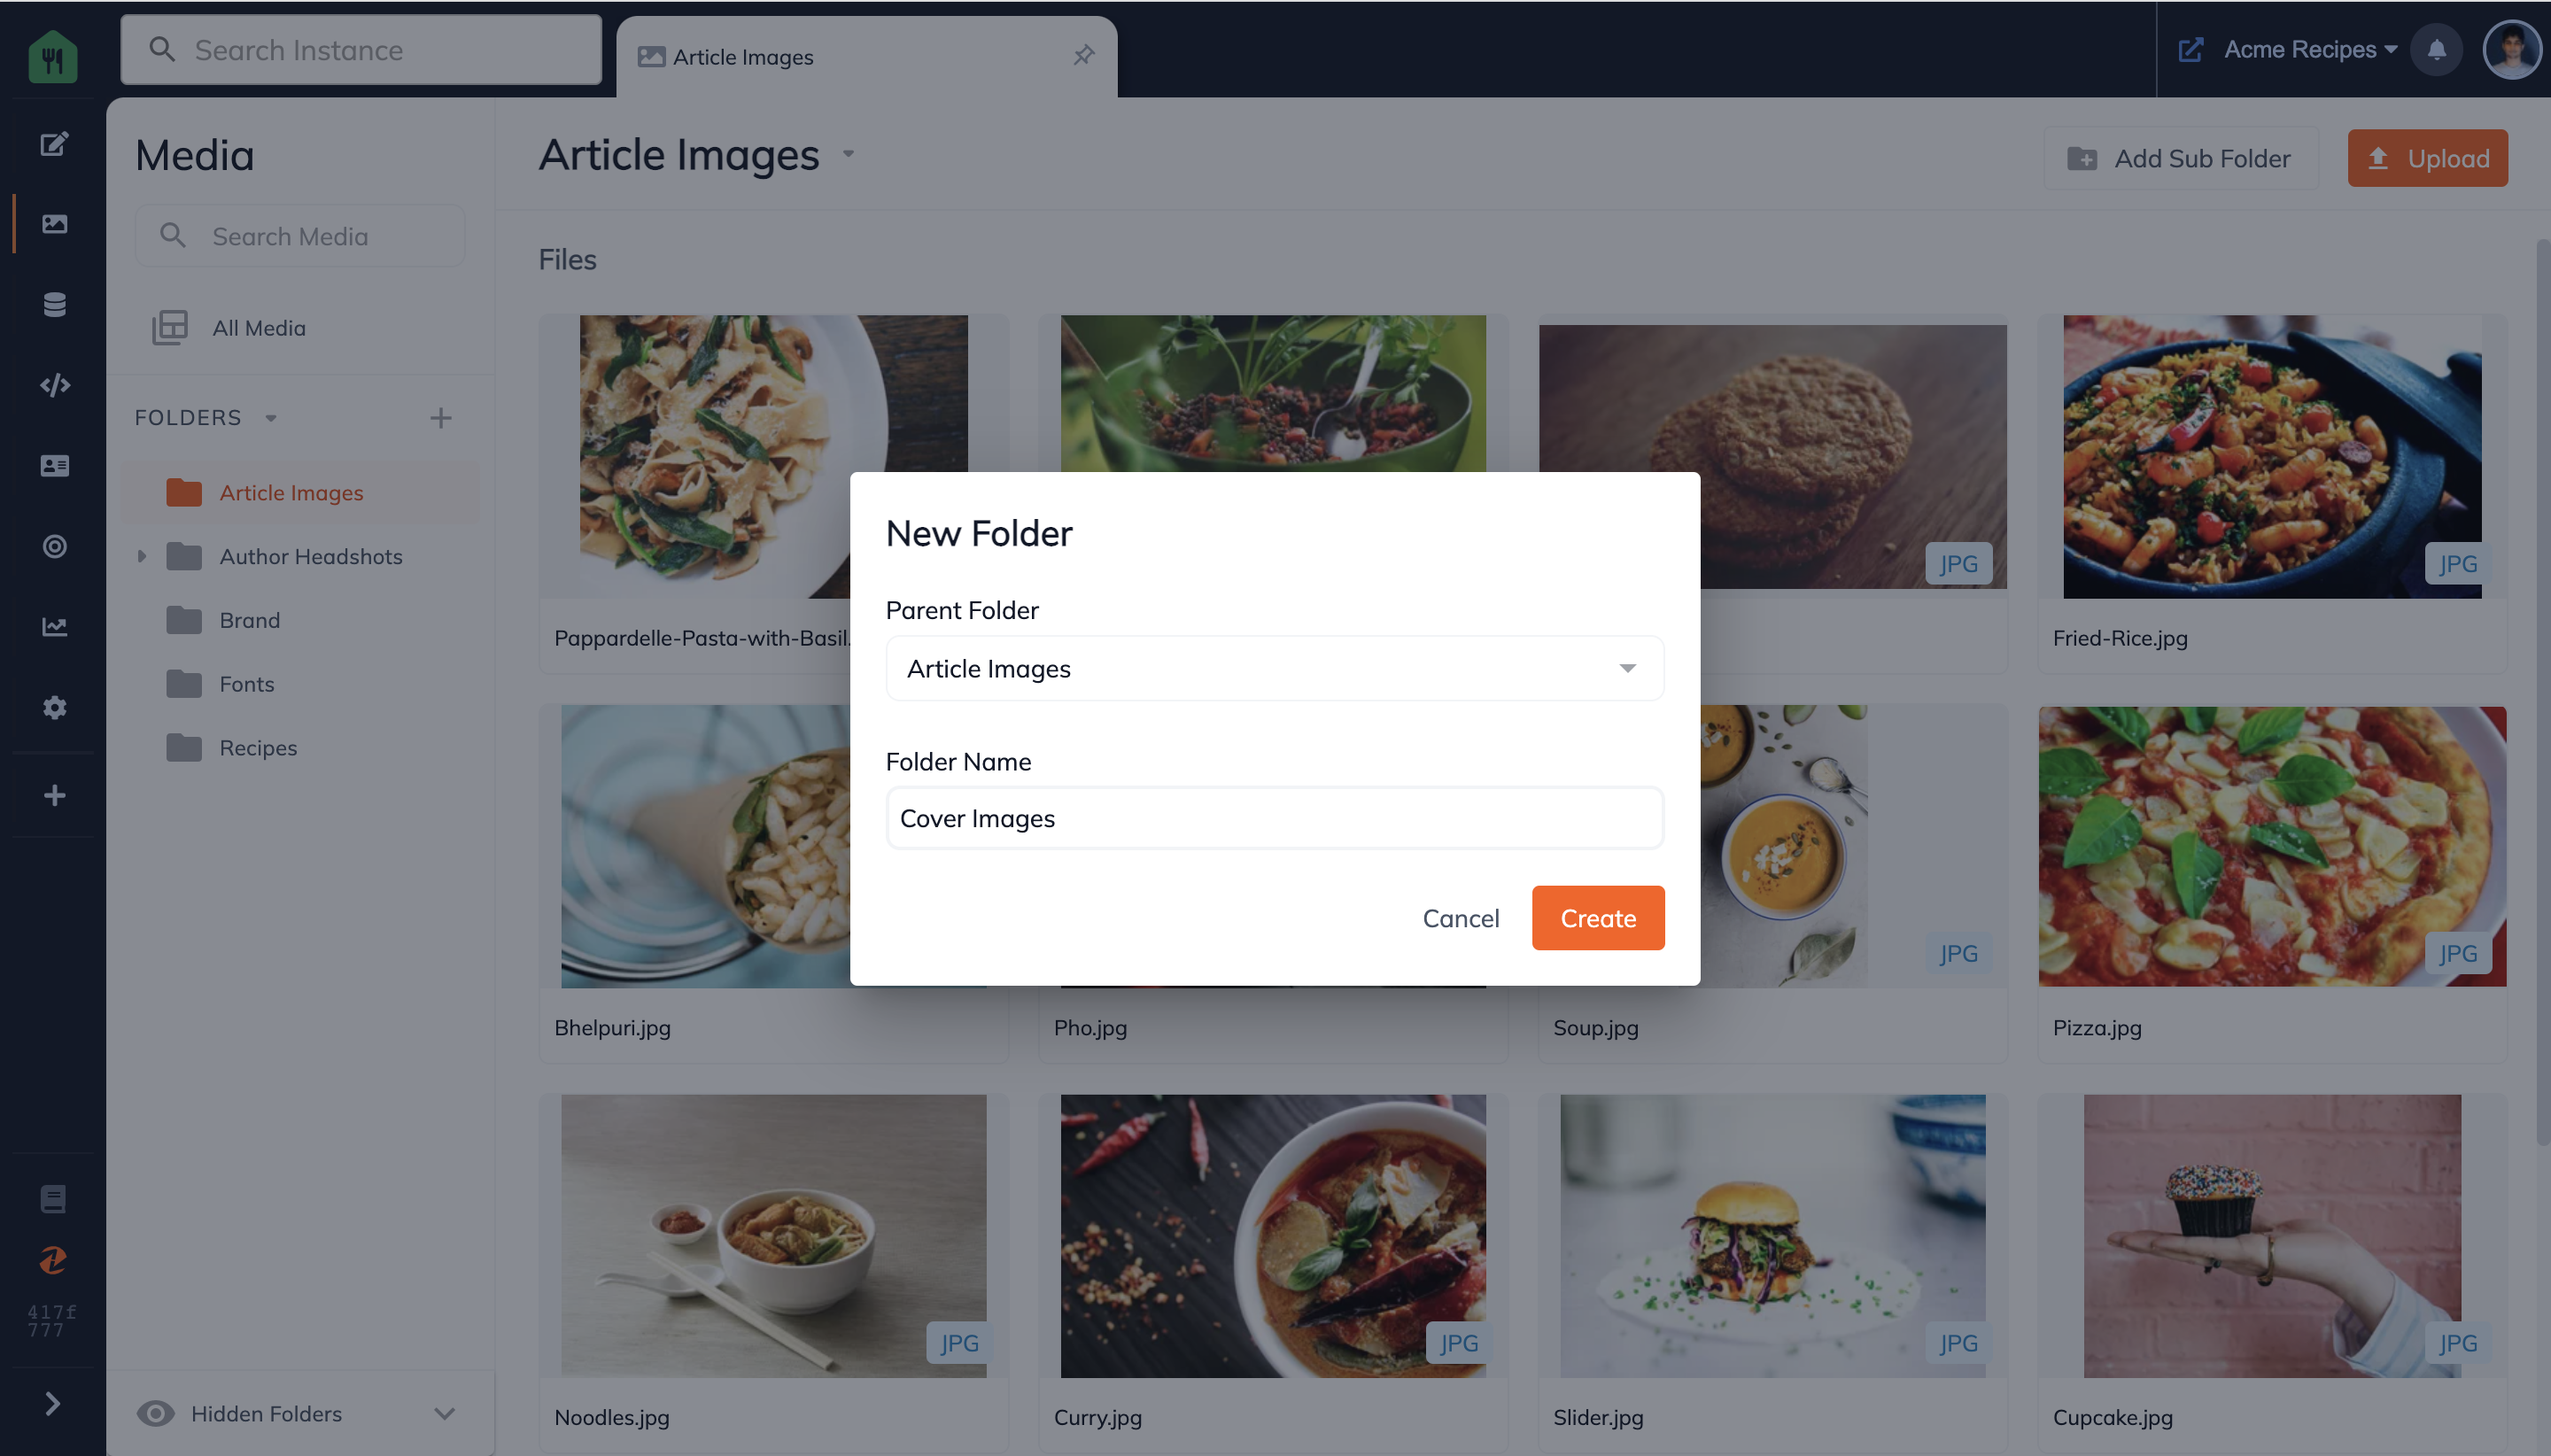 Search Instance
Article Images
Acme Recipes
Media
Search Media
All Media
FOLDERS
Article Images
Author Headshots
Brand
Fonts
Recipes
Hidden Folders
417f
777
Article Images
Add Sub Folder
Upload
Files
JPG
JPG
Pappardelle-Pasta-with-Basil.
Fried-Rice.jpg
New Folder
Parent Folder
Article Images
Folder Name
Cover Images
Cancel
Create
JPG
JPG
Bhelpuri.jpg
Pho.jpg
Soup.jpg
Pizza.jpg
JPG
JPG
JPG
JPG
Noodles.jpg
Curry.jpg
Slider.jpg
Cupcake.jpg